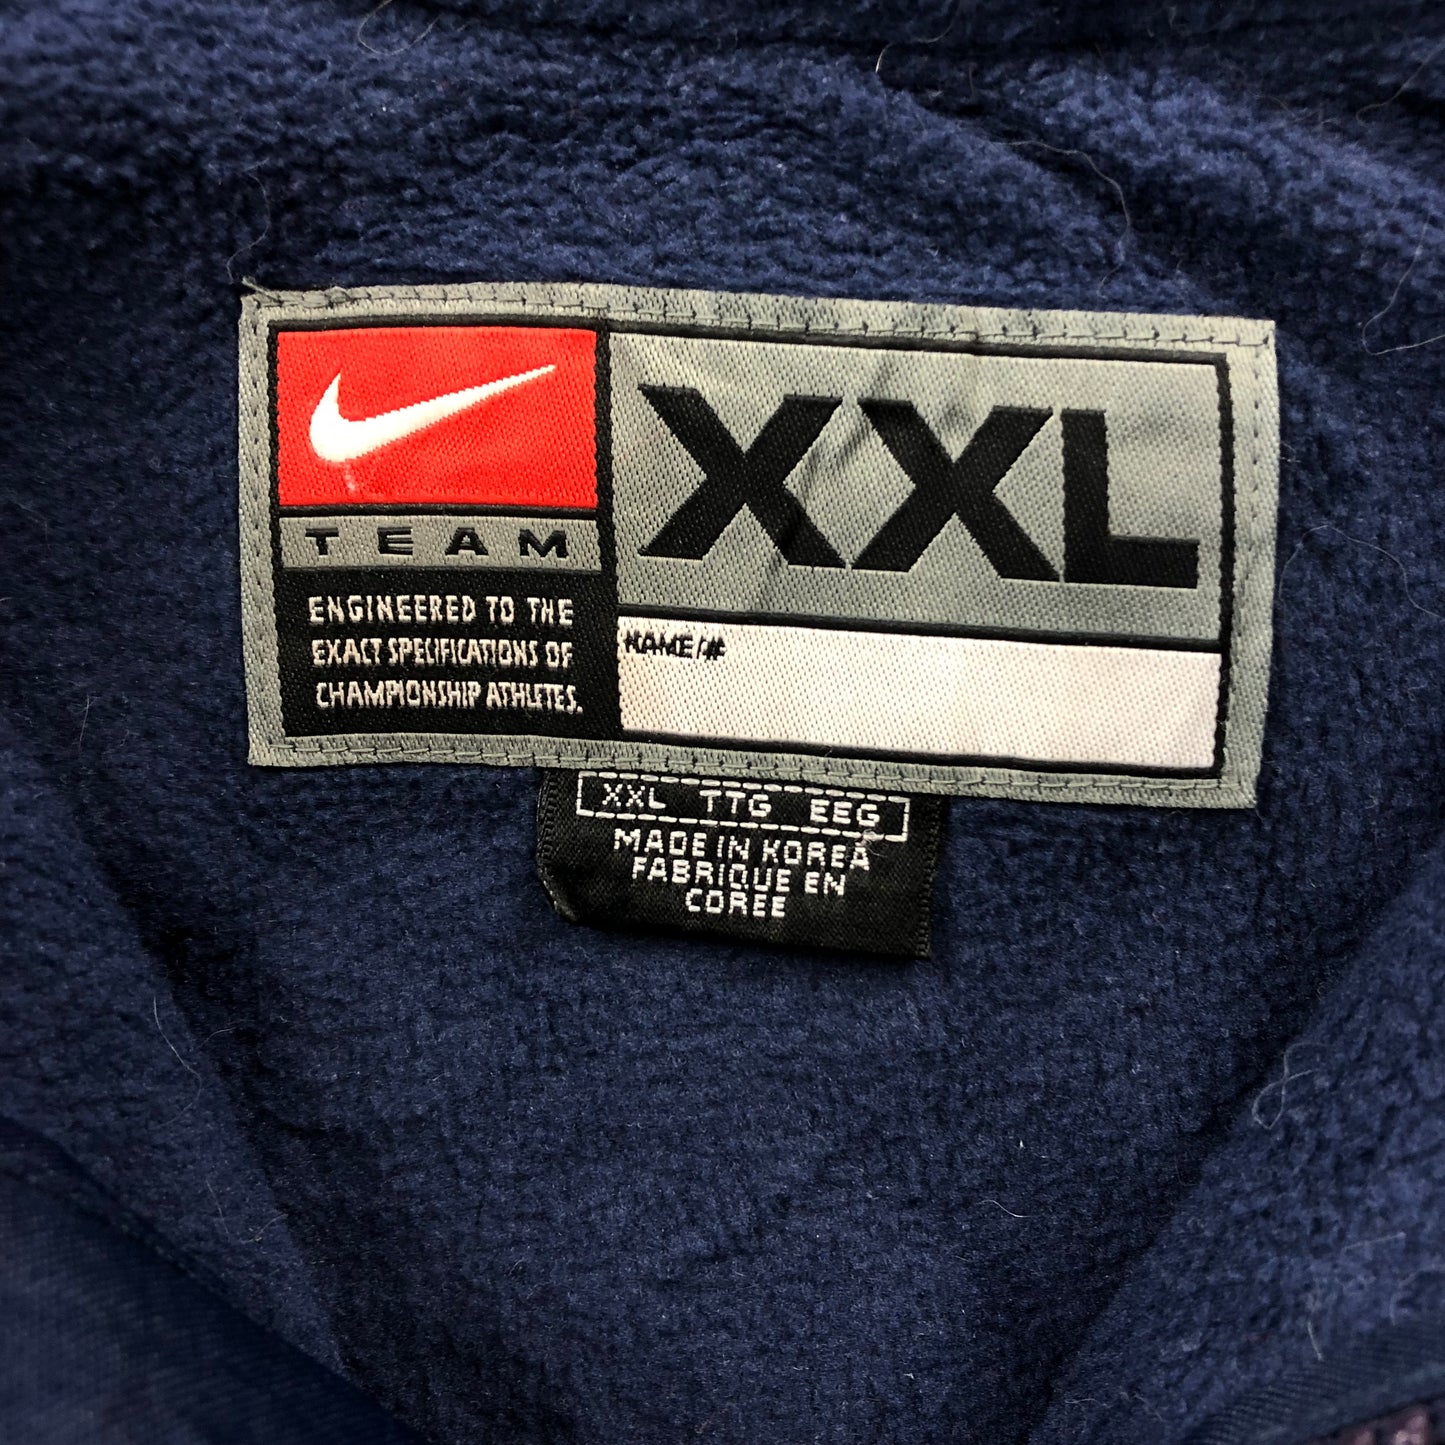 TEAM
ENGINEERED TO THE
EXACT SPECIFICATIONS OF
CHAMPIONSHIP ATHLETES.
XXL
NAME/#
XXL TTG EEG
MADE IN KOREA
FABRIQUE EN
COREE